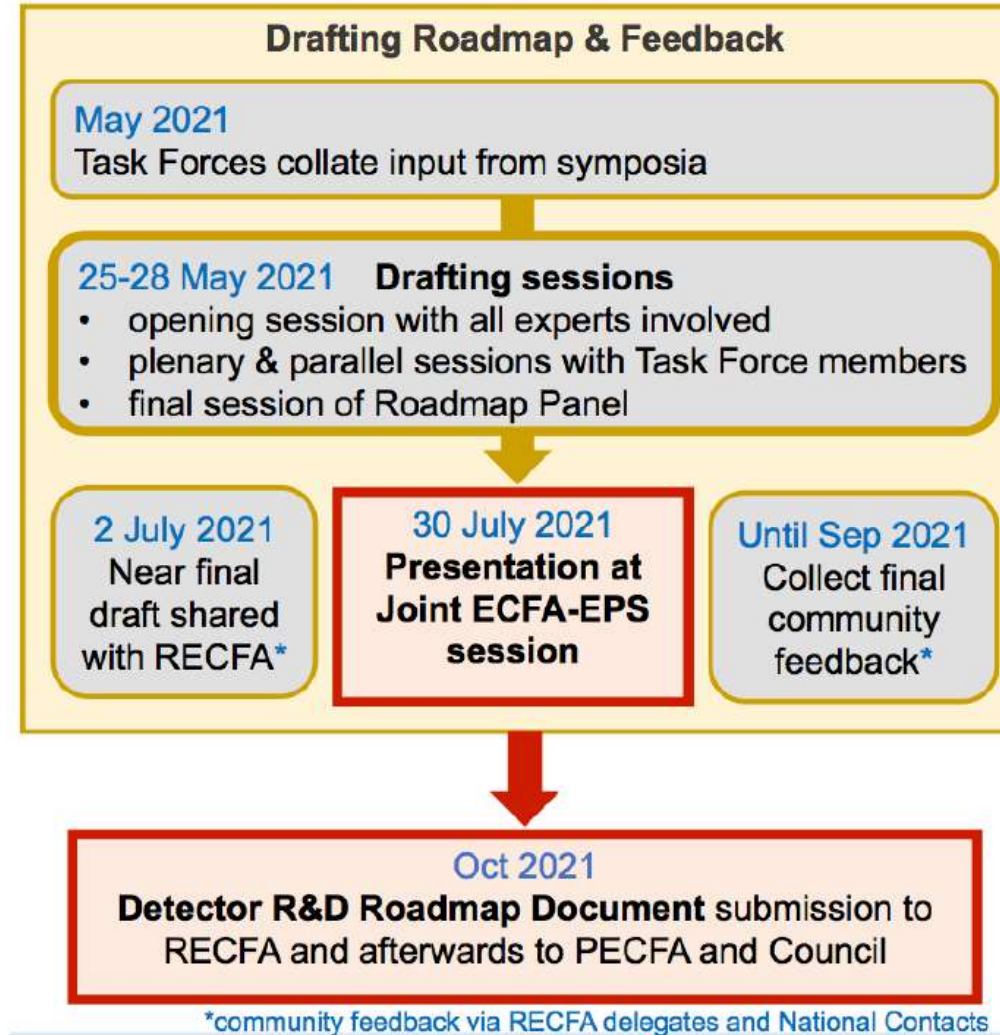 Drafting Roadmap & Feedback
May 2021
Task Forces collate input from symposia
25-28 May 2021 Drafting sessions
• opening session with all experts involved
• plenary & parallel sessions with Task Force members
• final session of Roadmap Panel
2 July 2021
Near final
draft shared
with RECFA*
30 July 2021
Presentation at
Joint ECFA-EPS
session
Until Sep 2021
Collect final
community
feedback*
Oct 2021
Detector R&D Roadmap Document submission to
RECFA and afterwards to PECFA and Council
*community feedback via RECFA delegates and National Contacts